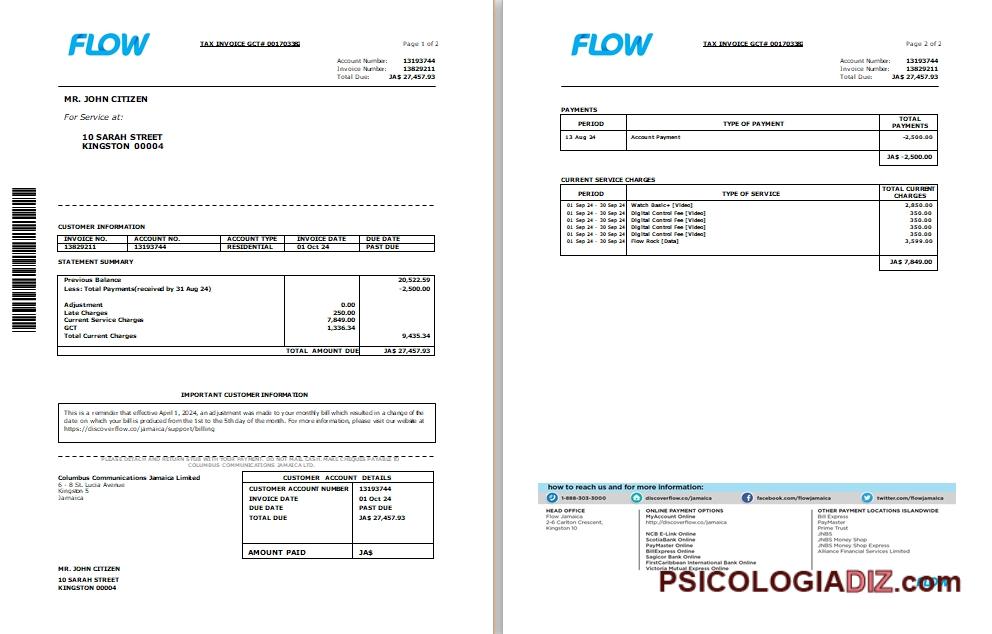 FLOW
TAX INVOICE GCT# 00170336
Page 1 of 2
Account Number: 13193744
Invoice Number: 13829211
Total Due: JA$ 27,457.93
MR. JOHN CITIZEN
For Service at:
10 SARAH STREET
KINGSTON 00004
CUSTOMER INFORMATION
INVOICE NO. ACCOUNT NO. ACCOUNT TYPE INVOICE DATE DUE DATE
13829211 13193744 RESIDENTIAL 01 Oct 24 PAST DUE
STATEMENT SUMMARY
Previous Balance 20,522.59
Less: Total Payments(received by 31 Aug 24) -2,500.00
Adjustment 0.00
Late Charges 250.00
Current Service Charges 7,849.00
GCT 1,336.34
Total Current Charges 9,435.34
TOTAL AMOUNT DUE JA$ 27,457.93
IMPORTANT CUSTOMER INFORMATION
This is a reminder that effective April 1, 2024, an adjustment was made to your monthly bill which resulted in a change of the
date on which your bill is produced from the 1st to the 5th day of the month. For more information, please visit our website at
https://discoverflow.co/jamaica/support/billing
PLEASE DETACH AND RETURN STUB WITH YOUR PAYMENT. DO NOT MAIL CASH. MAKE CHEQUES PAYABLE TO
COLUMBUS COMMUNICATIONS JAMAICA LTD.
Columbus Communications Jamaica Limited
6 - 8 St. Lucia Avenue
Kingston 5
Jamaica
CUSTOMER ACCOUNT DETAILS
CUSTOMER ACCOUNT NUMBER 13193744
INVOICE DATE 01 Oct 24
DUE DATE PAST DUE
TOTAL DUE JA$ 27,457.93
AMOUNT PAID JA$
MR. JOHN CITIZEN
10 SARAH STREET
KINGSTON 00004
FLOW
TAX INVOICE GCT# 00170336
Page 2 of 2
Account Number: 13193744
Invoice Number: 13829211
Total Due: JA$ 27,457.93
PAYMENTS
PERIOD TYPE OF PAYMENT TOTAL PAYMENTS
13 Aug 24 Account Payment -2,500.00
JA$ -2,500.00
CURRENT SERVICE CHARGES
PERIOD TYPE OF SERVICE TOTAL CURRENT CHARGES
01 Sep 24 - 30 Sep 24 Watch Basic+ [Video] 2,850.00
01 Sep 24 - 30 Sep 24 Digital Control Fee [Video] 350.00
01 Sep 24 - 30 Sep 24 Digital Control Fee [Video] 350.00
01 Sep 24 - 30 Sep 24 Digital Control Fee [Video] 350.00
01 Sep 24 - 30 Sep 24 Digital Control Fee [Video] 350.00
01 Sep 24 - 30 Sep 24 Flow Rock [Data] 3,599.00
JA$ 7,849.00
how to reach us and for more information:
1-888-303-3000 discoverflow.co/jamaica facebook.com/flowjamaica twitter.com/flowjamaica
HEAD OFFICE
Flow Jamaica
2-6 Carlton Crescent,
Kingston 10
ONLINE PAYMENT OPTIONS
MyAccount Online
http://discoverflow.co/jamaica
NCB E-Link Online
ScotiaBank Online
PayMaster Online
BillExpress Online
Sagicor Bank Online
FirstCaribbean International Bank Online
Victoria Mutual Express Online
OTHER PAYMENT LOCATIONS ISLANDWIDE
Bill Express
PayMaster
Prime Trust
JNBS
JNBS Money Shop
JNBS Money Shop Express
Alliance Financial Services Limited
FLOW
PSICOLOGIADIZ.com